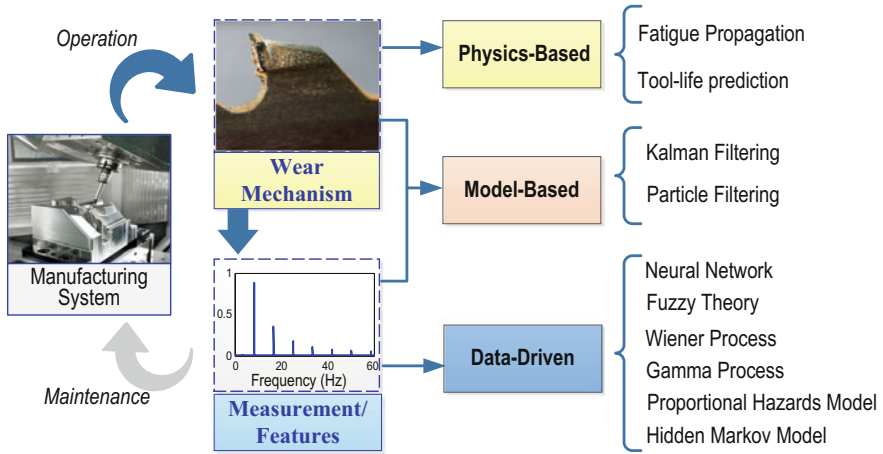 Operation
Manufacturing
System
Maintenance
Wear
Mechanism
1
0.5
0
0 20 40 60
Frequency (Hz)
Measurement/
Features
Physics-Based
Fatigue Propagation
Tool-life prediction
Model-Based
Kalman Filtering
Particle Filtering
Data-Driven
Neural Network
Fuzzy Theory
Wiener Process
Gamma Process
Proportional Hazards Model
Hidden Markov Model